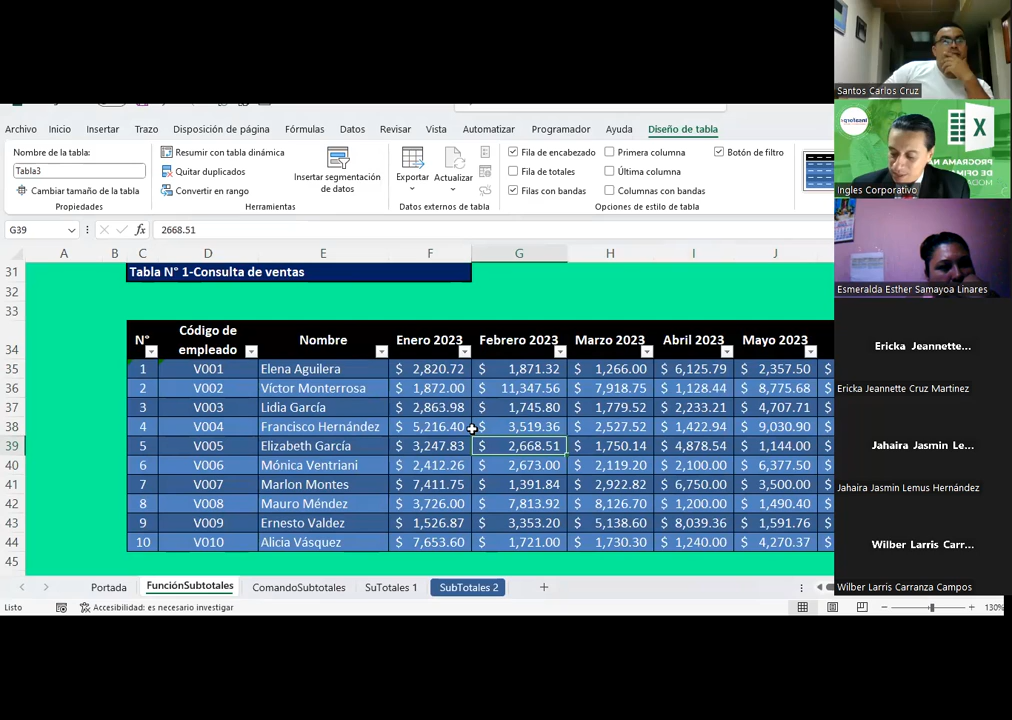 Archivo Inicio Insertar Trazo Disposición de página Fórmulas Datos Revisar Vista Automatizar Programador Ayuda Diseño de tabla
Nombre de la tabla:
Tabla3
Cambiar tamaño de la tabla
Propiedades
Resumir con tabla dinámica
Quitar duplicados
Convertir en rango
Herramientas
Insertar segmentación de datos
Exportar
Actualizar
Datos externos de tabla
Fila de encabezado
Fila de totales
Filas con bandas
Primera columna
Última columna
Columnas con bandas
Botón de filtro
Opciones de estilo de tabla
G39
fx
2668.51
A B C D E F G H I J
31 Tabla N° 1-Consulta de ventas
32
33
34 N° Código de empleado Nombre Enero 2023 Febrero 2023 Marzo 2023 Abril 2023 Mayo 2023
35 1 V001 Elena Aguilera $ 2,820.72 $ 1,871.32 $ 1,266.00 $ 6,125.79 $ 2,357.50 $
36 2 V002 Víctor Monterrosa $ 1,872.00 $ 11,347.56 $ 7,918.75 $ 1,128.44 $ 8,775.68 $
37 3 V003 Lidia García $ 2,863.98 $ 1,745.80 $ 1,779.52 $ 2,233.21 $ 4,707.71 $
38 4 V004 Francisco Hernández $ 5,216.40 $ 3,519.36 $ 2,527.52 $ 1,422.94 $ 9,030.90 $
39 5 V005 Elizabeth García $ 3,247.83 $ 2,668.51 $ 1,750.14 $ 4,878.54 $ 1,144.00 $
40 6 V006 Mónica Ventriani $ 2,412.26 $ 2,673.00 $ 2,119.20 $ 2,100.00 $ 6,377.50 $
41 7 V007 Marlon Montes $ 7,411.75 $ 1,391.84 $ 2,922.82 $ 6,750.00 $ 3,500.00 $
42 8 V008 Mauro Méndez $ 3,726.00 $ 7,813.92 $ 8,126.70 $ 1,200.00 $ 1,490.40 $
43 9 V009 Ernesto Valdez $ 1,526.87 $ 3,353.20 $ 5,138.60 $ 8,039.36 $ 1,591.76 $
44 10 V010 Alicia Vásquez $ 7,653.60 $ 1,721.00 $ 1,730.30 $ 1,240.00 $ 4,270.37 $
45
Portada FunciónSubtotales ComandoSubtotales SuTotales 1 SubTotales 2
Listo Accesibilidad: es necesario investigar 130%
Santos Carlos Cruz
Ingles Corporativo
Esmeralda Esther Samayoa Linares
Ericka Jeannette...
Ericka Jeannette Cruz Martinez
Jahaira Jasmin Le...
Jahaira Jasmin Lemus Hernández
Wilber Larris Carr...
Wilber Larris Carranza Campos